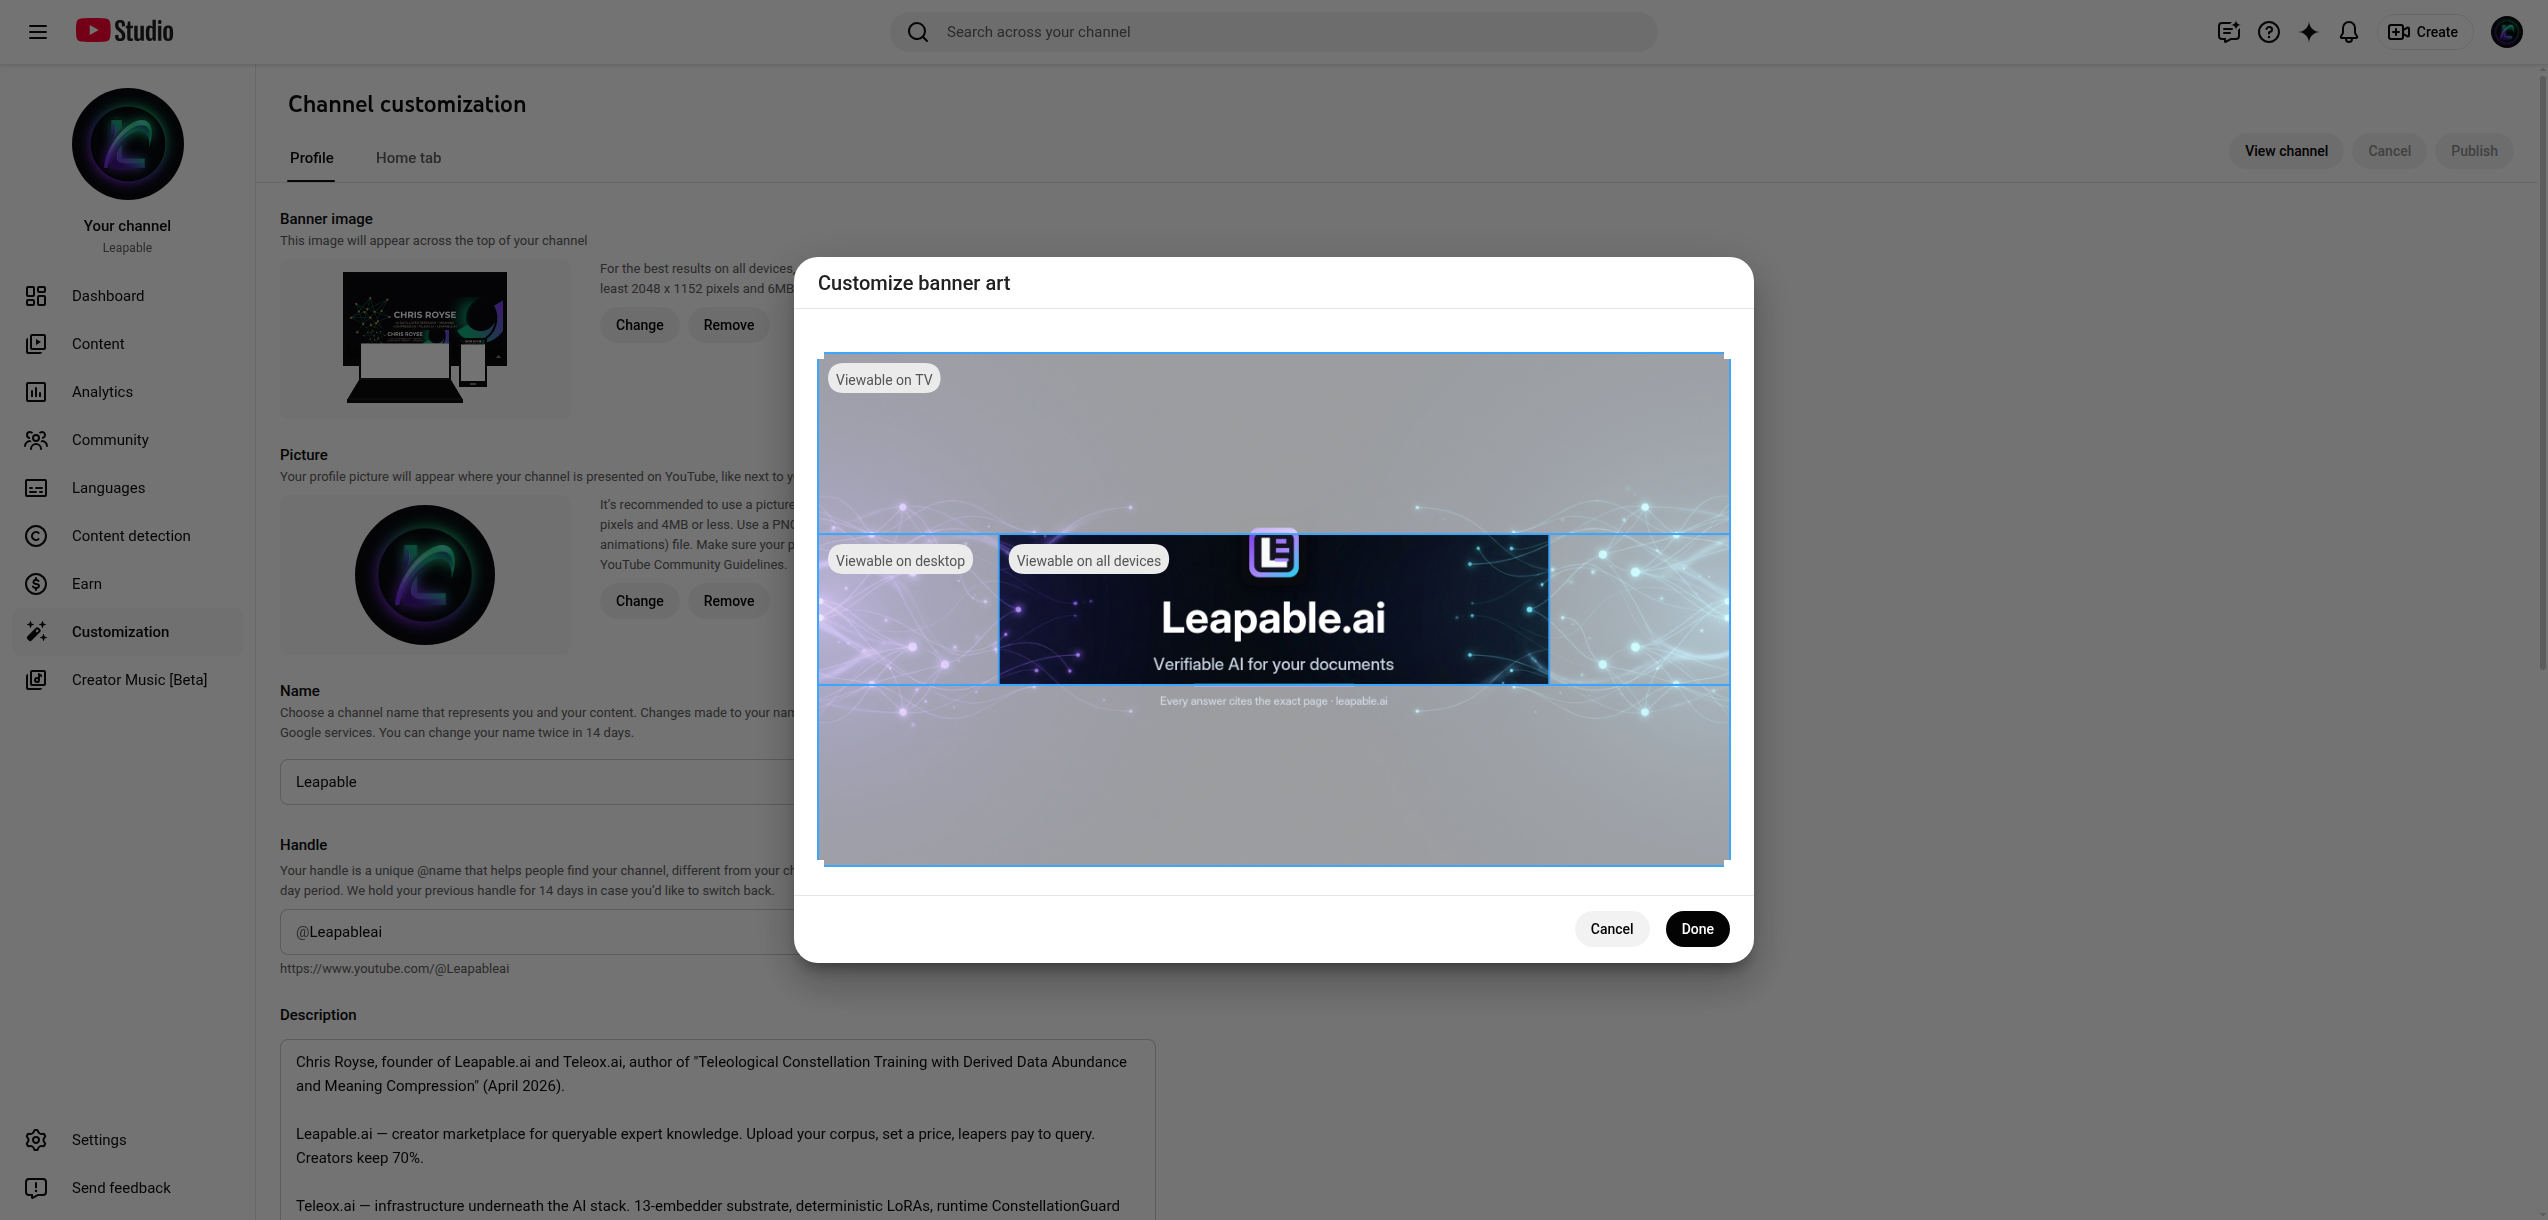 Studio
Search across your channel
Create
Channel customization
Profile
Home tab
View channel
Cancel
Publish
Your channel
Leapable
Dashboard
Content
Analytics
Community
Languages
Content detection
Earn
Customization
Creator Music [Beta]
Settings
Send feedback
Banner image
This image will appear across the top of your channel
CHRIS ROYSE
CHRIS ROYSE
For the best results on all devices,
least 2048 x 1152 pixels and 6MB
Change
Remove
Picture
Your profile picture will appear where your channel is presented on YouTube, like next to y
It's recommended to use a picture
pixels and 4MB or less. Use a PNG
animations) file. Make sure your p
YouTube Community Guidelines.
Change
Remove
Name
Choose a channel name that represents you and your content. Changes made to your nam
Google services. You can change your name twice in 14 days.
Leapable
Handle
Your handle is a unique @name that helps people find your channel, different from your ch
day period. We hold your previous handle for 14 days in case you'd like to switch back.
@Leapableai
https://www.youtube.com/@Leapableai
Description
Chris Royse, founder of Leapable.ai and Teleox.ai, author of "Teleological Constellation Training with Derived Data Abundance
and Meaning Compression" (April 2026).
Leapable.ai — creator marketplace for queryable expert knowledge. Upload your corpus, set a price, leapers pay to query.
Creators keep 70%.
Teleox.ai — infrastructure underneath the AI stack. 13-embedder substrate, deterministic LoRAs, runtime ConstellationGuard
Customize banner art
Viewable on TV
Viewable on desktop
Viewable on all devices
LE
Leapable.ai
Verifiable AI for your documents
Every answer cites the exact page · leapable.ai
Cancel
Done